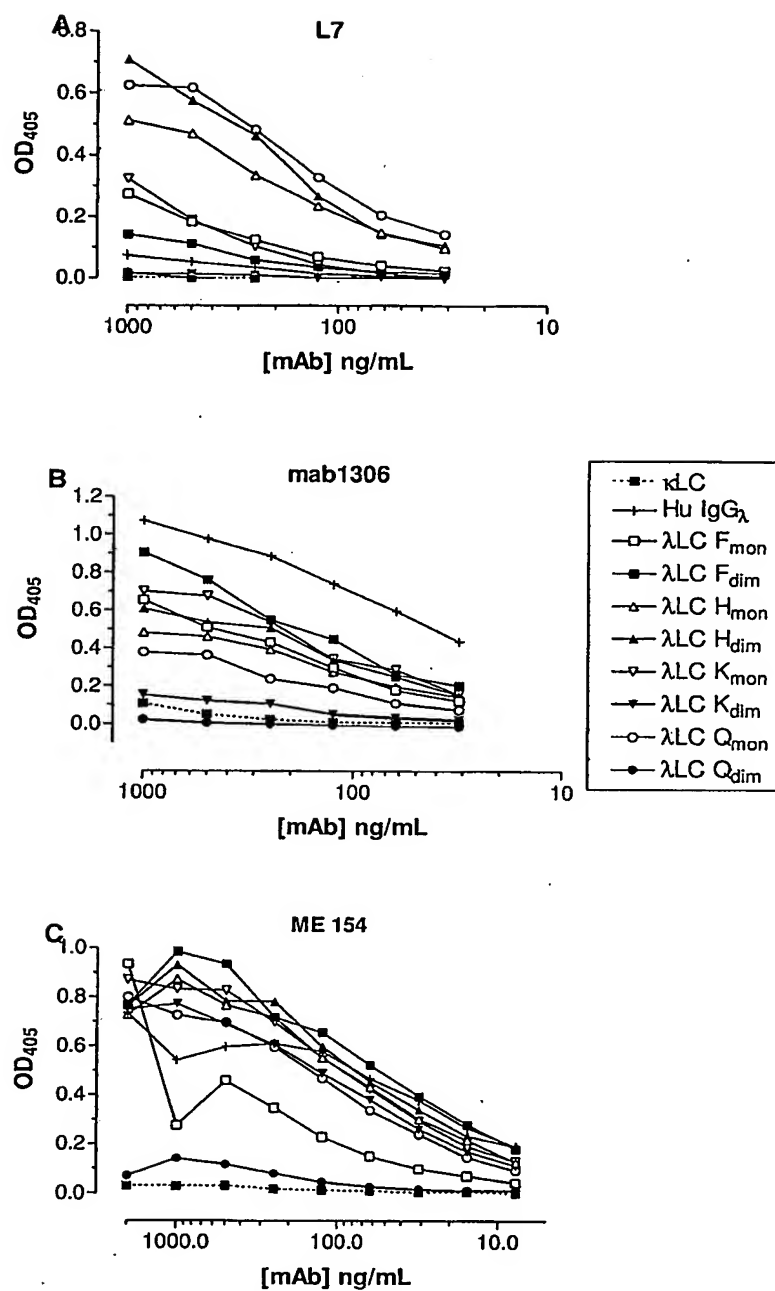 A
L7
0.8
0.6
0.4
0.2
0.0
OD405
1000
100
10
[mAb] ng/mL
B
mab1306
1.2
1.0
0.8
0.6
0.4
0.2
0.0
OD405
1000
100
10
[mAb] ng/mL
κLC
Hu IgGλ
λLC Fmon
λLC Fdim
λLC Hmon
λLC Hdim
λLC Kmon
λLC Kdim
λLC Qmon
λLC Qdim
C
ME 154
1.0
0.8
0.6
0.4
0.2
0.0
OD405
1000.0
100.0
10.0
[mAb] ng/mL